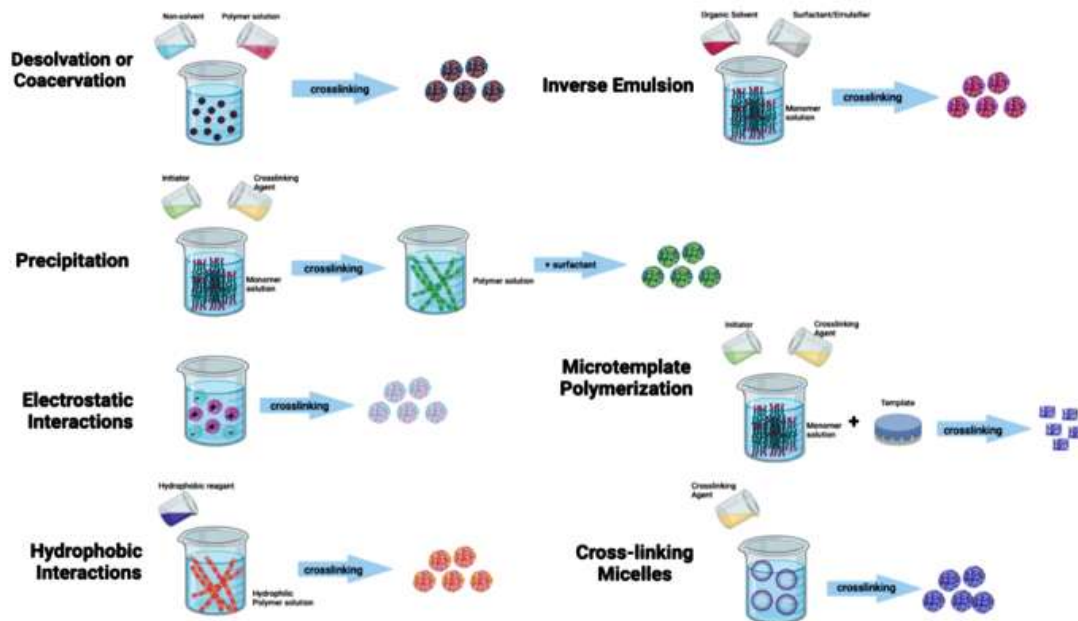 Non-solvent
Polymer solution
Desolvation or
Coacervation
crosslinking
Organic Solvent
Surfactant/Emulsifier
Inverse Emulsion
Monomer
solution
crosslinking
Initiator
Crosslinking
Agent
Precipitation
Monomer
solution
crosslinking
Polymer solution
+ surfactant
Electrostatic
Interactions
crosslinking
Initiator
Crosslinking
Agent
Microtemplate
Polymerization
Monomer
solution
+
Template
crosslinking
Hydrophobic reagent
Hydrophobic
Interactions
Hydrophilic
Polymer solution
crosslinking
Crosslinking
Agent
Cross-linking
Micelles
crosslinking